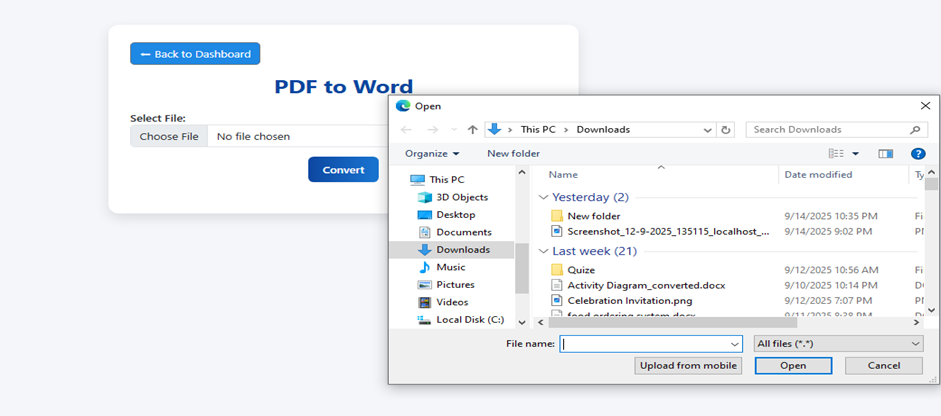 ← Back to Dashboard
PDF to Word
Select File:
Choose File No file chosen
Convert
Open
This PC > Downloads
Search Downloads
Organize New folder
This PC
3D Objects
Desktop
Documents
Downloads
Music
Pictures
Videos
Local Disk (C:)
Name Date modified Ty
Yesterday (2)
New folder 9/14/2025 10:35 PM Fi
Screenshot_12-9-2025_135115_localhost_... 9/14/2025 9:02 PM PI
Last week (21)
Quize 9/12/2025 10:56 AM Fi
Activity Diagram_converted.docx 9/10/2025 10:14 PM
Celebration Invitation.png 9/12/2025 7:07 PM PI
food ordering system.docx 9/11/2025 8:38 PM
File name: All files (*.*)
Upload from mobile Open Cancel